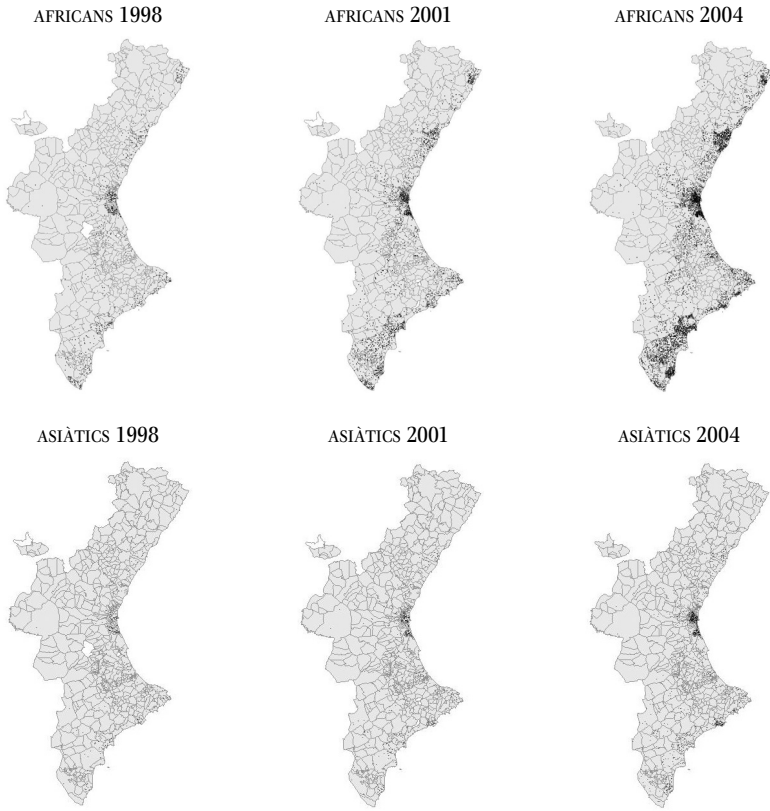 AFRICANS 1998
AFRICANS 2001
AFRICANS 2004
ASIÀTICS 1998
ASIÀTICS 2001
ASIÀTICS 2004